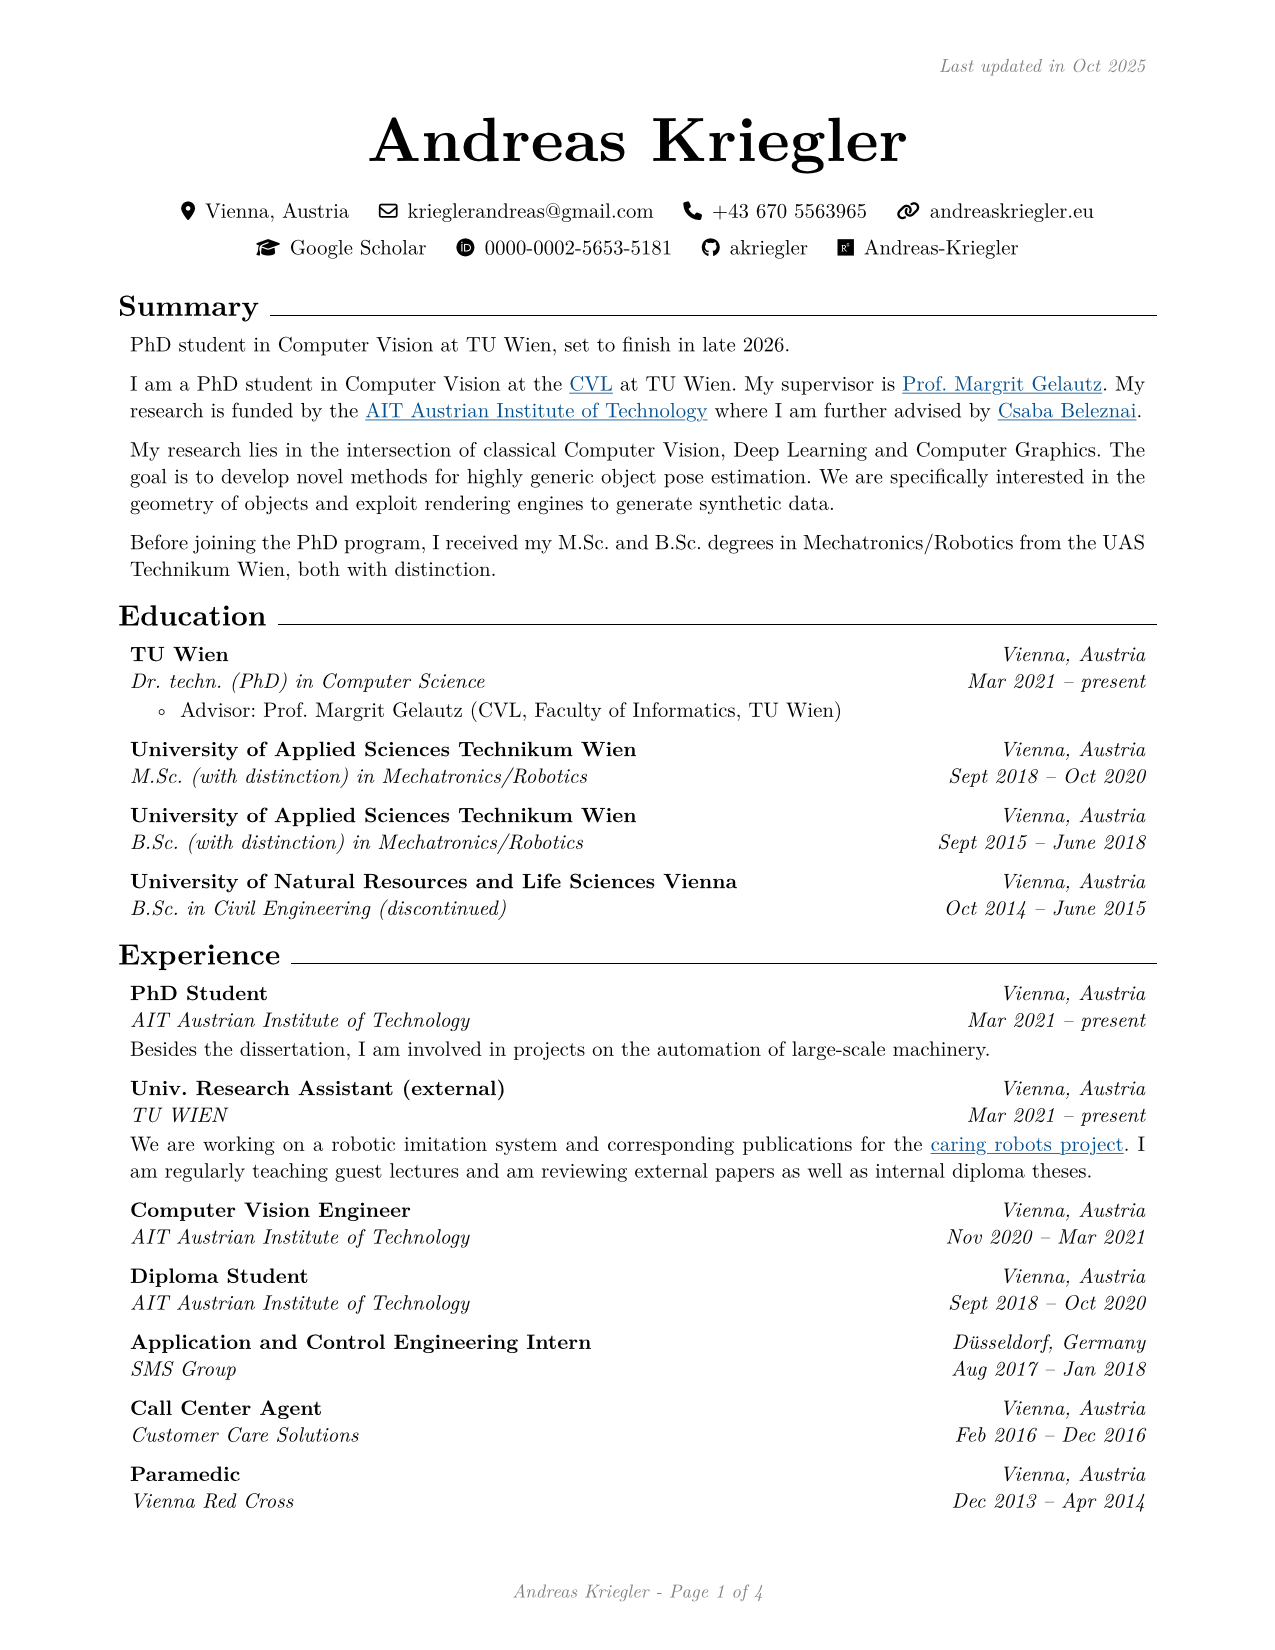 Last updated in Oct 2025
Andreas Kriegler
Vienna, Austria krieglerandreas@gmail.com +43 670 5563965 andreaskriegler.eu
Google Scholar 0000-0002-5653-5181 akriegler Andreas-Kriegler
Summary
PhD student in Computer Vision at TU Wien, set to finish in late 2026.
I am a PhD student in Computer Vision at the CVL at TU Wien. My supervisor is Prof. Margrit Gelautz. My
research is funded by the AIT Austrian Institute of Technology where I am further advised by Csaba Beleznai.
My research lies in the intersection of classical Computer Vision, Deep Learning and Computer Graphics. The
goal is to develop novel methods for highly generic object pose estimation. We are specifically interested in the
geometry of objects and exploit rendering engines to generate synthetic data.
Before joining the PhD program, I received my M.Sc. and B.Sc. degrees in Mechatronics/Robotics from the UAS
Technikum Wien, both with distinction.
Education
TU Wien Vienna, Austria
Dr. techn. (PhD) in Computer Science Mar 2021 – present
◦ Advisor: Prof. Margrit Gelautz (CVL, Faculty of Informatics, TU Wien)
University of Applied Sciences Technikum Wien Vienna, Austria
M.Sc. (with distinction) in Mechatronics/Robotics Sept 2018 – Oct 2020
University of Applied Sciences Technikum Wien Vienna, Austria
B.Sc. (with distinction) in Mechatronics/Robotics Sept 2015 – June 2018
University of Natural Resources and Life Sciences Vienna Vienna, Austria
B.Sc. in Civil Engineering (discontinued) Oct 2014 – June 2015
Experience
PhD Student Vienna, Austria
AIT Austrian Institute of Technology Mar 2021 – present
Besides the dissertation, I am involved in projects on the automation of large-scale machinery.
Univ. Research Assistant (external) Vienna, Austria
TU WIEN Mar 2021 – present
We are working on a robotic imitation system and corresponding publications for the caring robots project. I
am regularly teaching guest lectures and am reviewing external papers as well as internal diploma theses.
Computer Vision Engineer Vienna, Austria
AIT Austrian Institute of Technology Nov 2020 – Mar 2021
Diploma Student Vienna, Austria
AIT Austrian Institute of Technology Sept 2018 – Oct 2020
Application and Control Engineering Intern Düsseldorf, Germany
SMS Group Aug 2017 – Jan 2018
Call Center Agent Vienna, Austria
Customer Care Solutions Feb 2016 – Dec 2016
Paramedic Vienna, Austria
Vienna Red Cross Dec 2013 – Apr 2014
Andreas Kriegler - Page 1 of 4